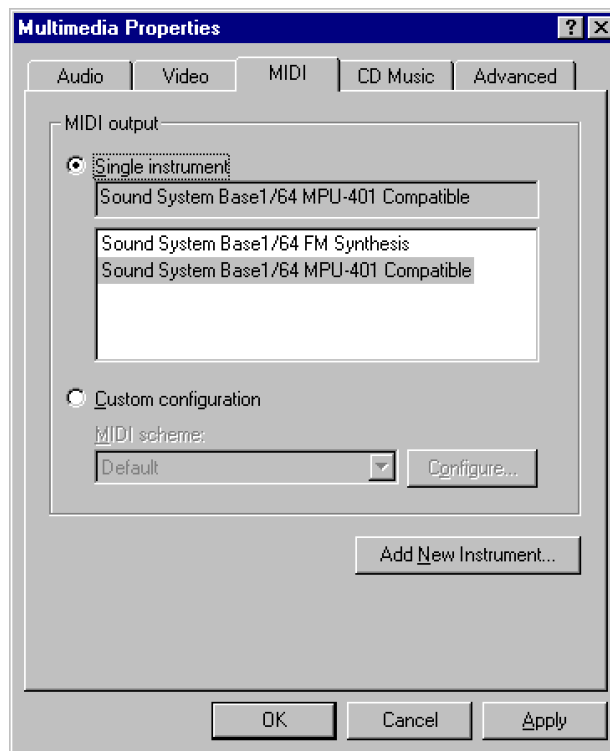 Multimedia Properties
Audio Video MIDI CD Music Advanced
MIDI output
Single instrument
Sound System Base1/64 MPU-401 Compatible
Sound System Base1/64 FM Synthesis
Sound System Base1/64 MPU-401 Compatible
Custom configuration
MIDI scheme:
Default Configure...
Add New Instrument...
OK Cancel Apply